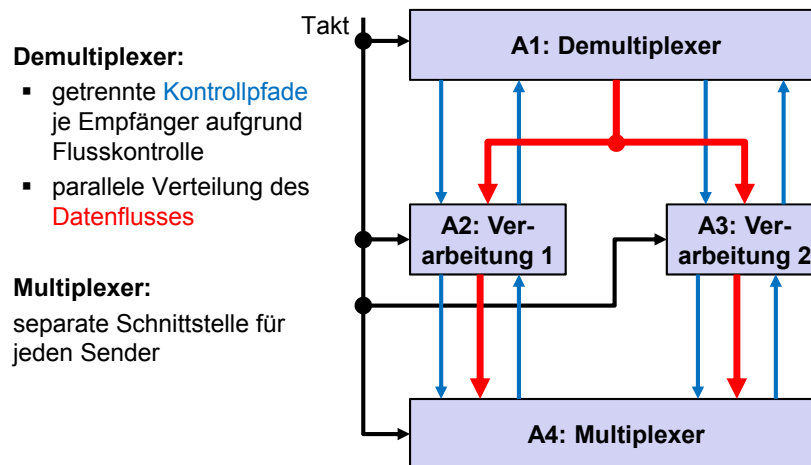 Takt
A1: Demultiplexer
Demultiplexer:
▪ getrennte Kontrollpfade
je Empfänger aufgrund
Flusskontrolle
▪ parallele Verteilung des
Datenflusses
A2: Ver-
arbeitung 1
A3: Ver-
arbeitung 2
Multiplexer:
separate Schnittstelle für
jeden Sender
A4: Multiplexer